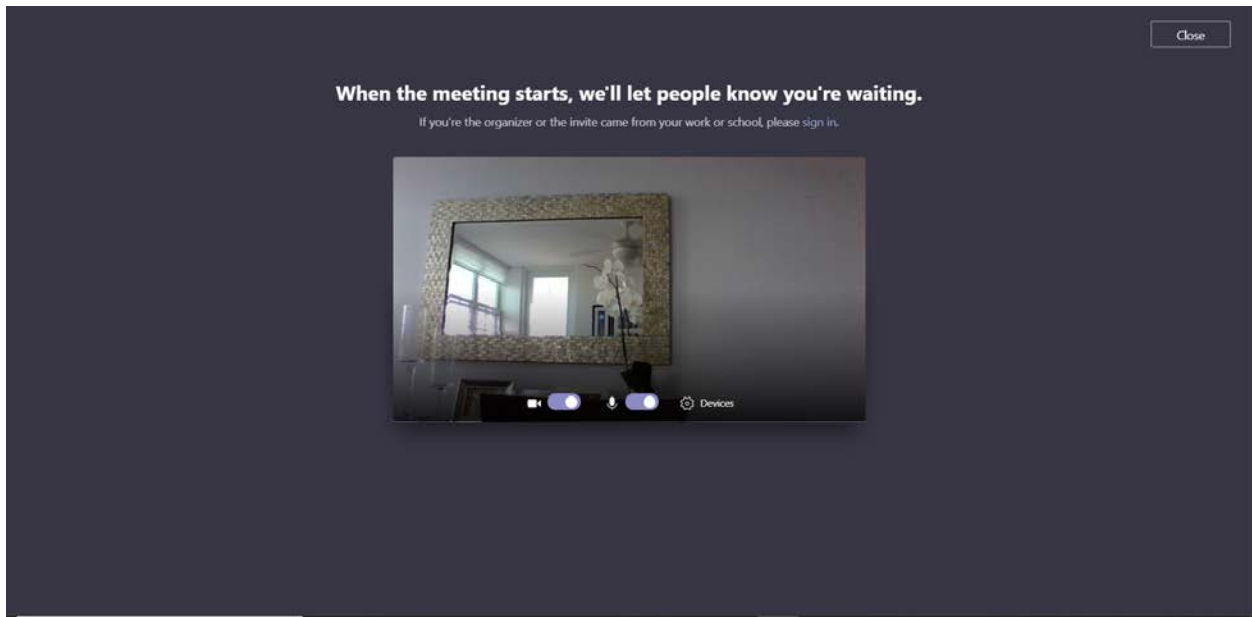 Close
When the meeting starts, we'll let people know you're waiting.
If you're the organizer or the invite came from your work or school, please sign in.
Devices